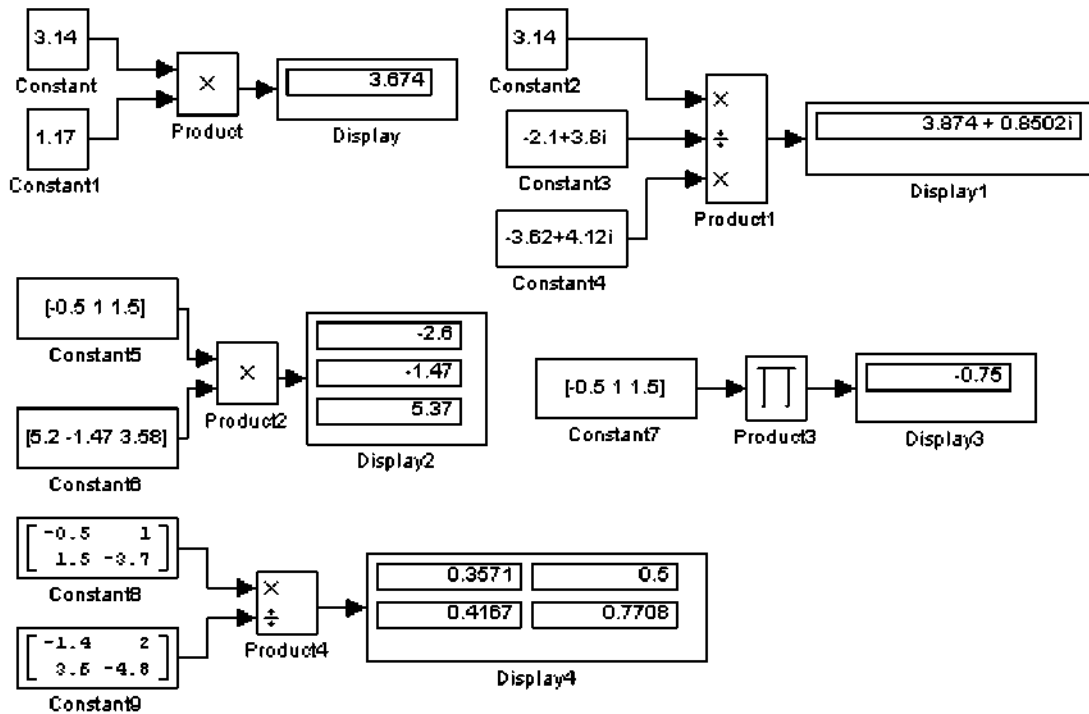 3.14
Constant
1.17
Constant1
×
Product
3.674
Display
3.14
Constant2
-2.1+3.8i
Constant3
-3.62+4.12i
Constant4
×
÷
×
Product1
3.874 + 0.8502i
Display1
[-0.5 1 1.5]
Constant5
[5.2 -1.47 3.58]
Constant6
×
Product2
-2.6
-1.47
5.37
Display2
[-0.5 1 1.5]
Constant7
∏
Product3
-0.75
Display3
-0.5 1
1.5 -3.7
Constant8
-1.4 2
3.6 -4.8
Constant9
×
÷
Product4
0.3571 0.5
0.4167 0.7708
Display4